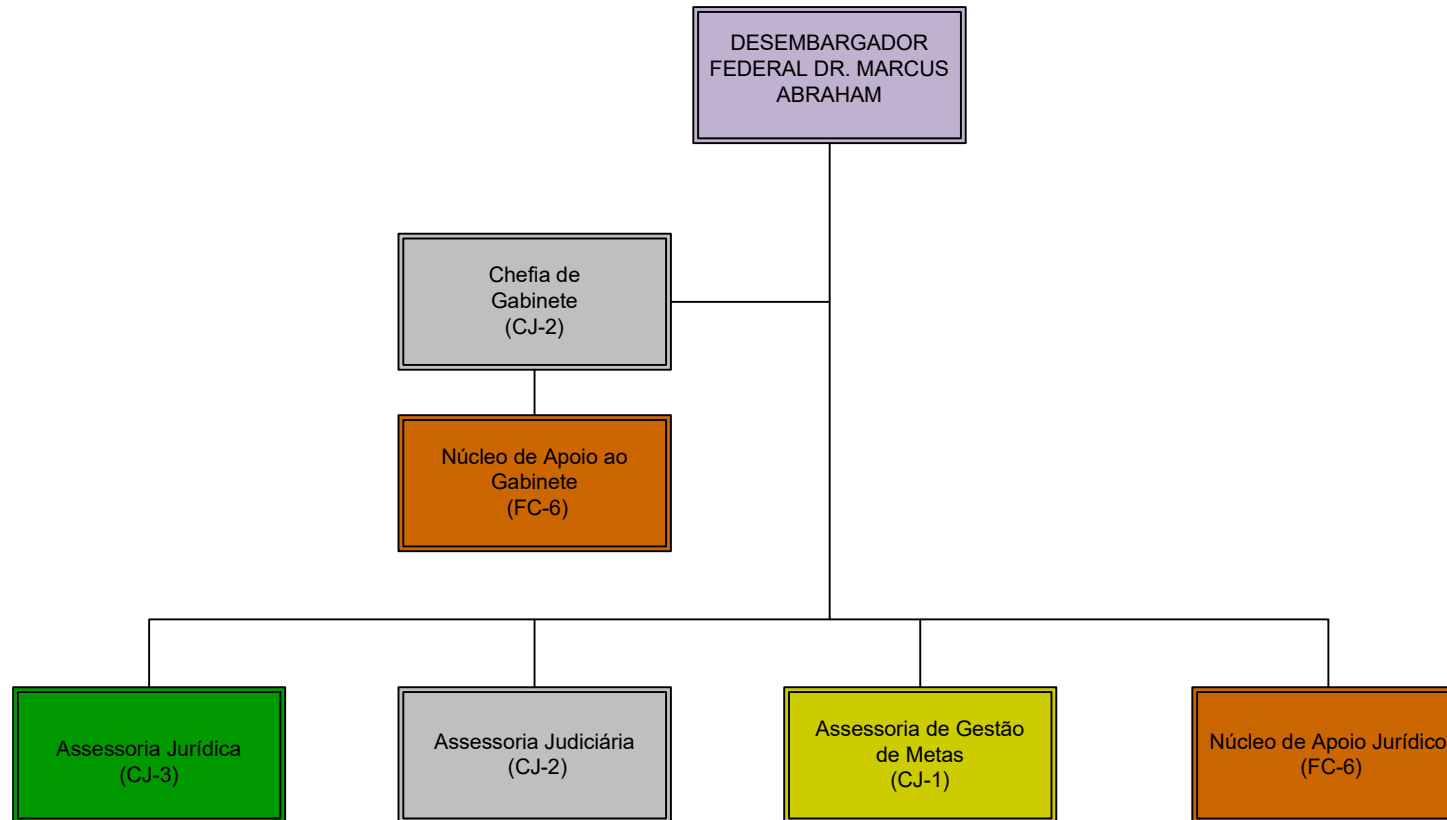 DESEMBARGADOR
FEDERAL DR. MARCUS
ABRAHAM
Chefia de
Gabinete
(CJ-2)
Núcleo de Apoio ao
Gabinete
(FC-6)
Assessoria Jurídica
(CJ-3)
Assessoria Judiciária
(CJ-2)
Assessoria de Gestão
de Metas
(CJ-1)
Núcleo de Apoio Jurídico
(FC-6)